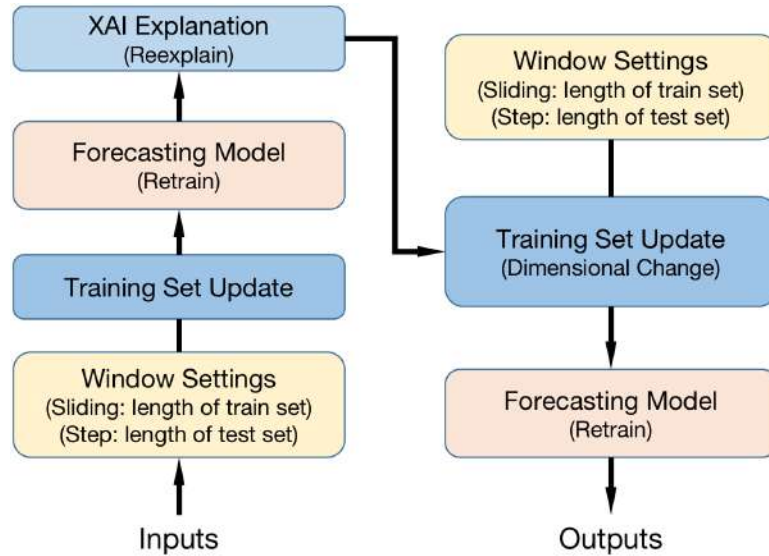 XAI Explanation
(Reexplain)
Forecasting Model
(Retrain)
Training Set Update
Window Settings
(Sliding: length of train set)
(Step: length of test set)
Inputs
Window Settings
(Sliding: length of train set)
(Step: length of test set)
Training Set Update
(Dimensional Change)
Forecasting Model
(Retrain)
Outputs